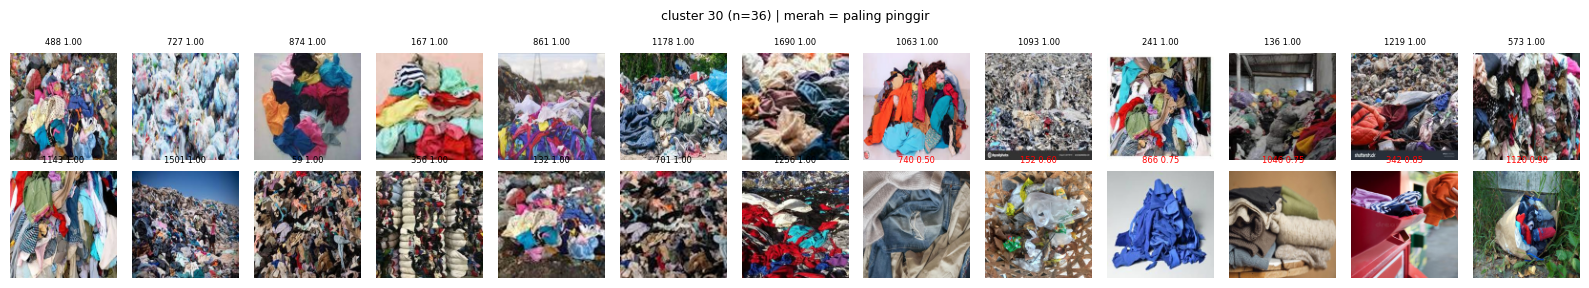 cluster 30 (n=36) | merah = paling pinggir
488 1.00 727 1.00 874 1.00 167 1.00 861 1.00 1178 1.00 1690 1.00 1063 1.00 1093 1.00 241 1.00 136 1.00 1219 1.00 573 1.00
1143 1.00 1501 1.00 59 1.00 1.00 132 1.00 701 1.00 1.00 740 0.50 866 0.75